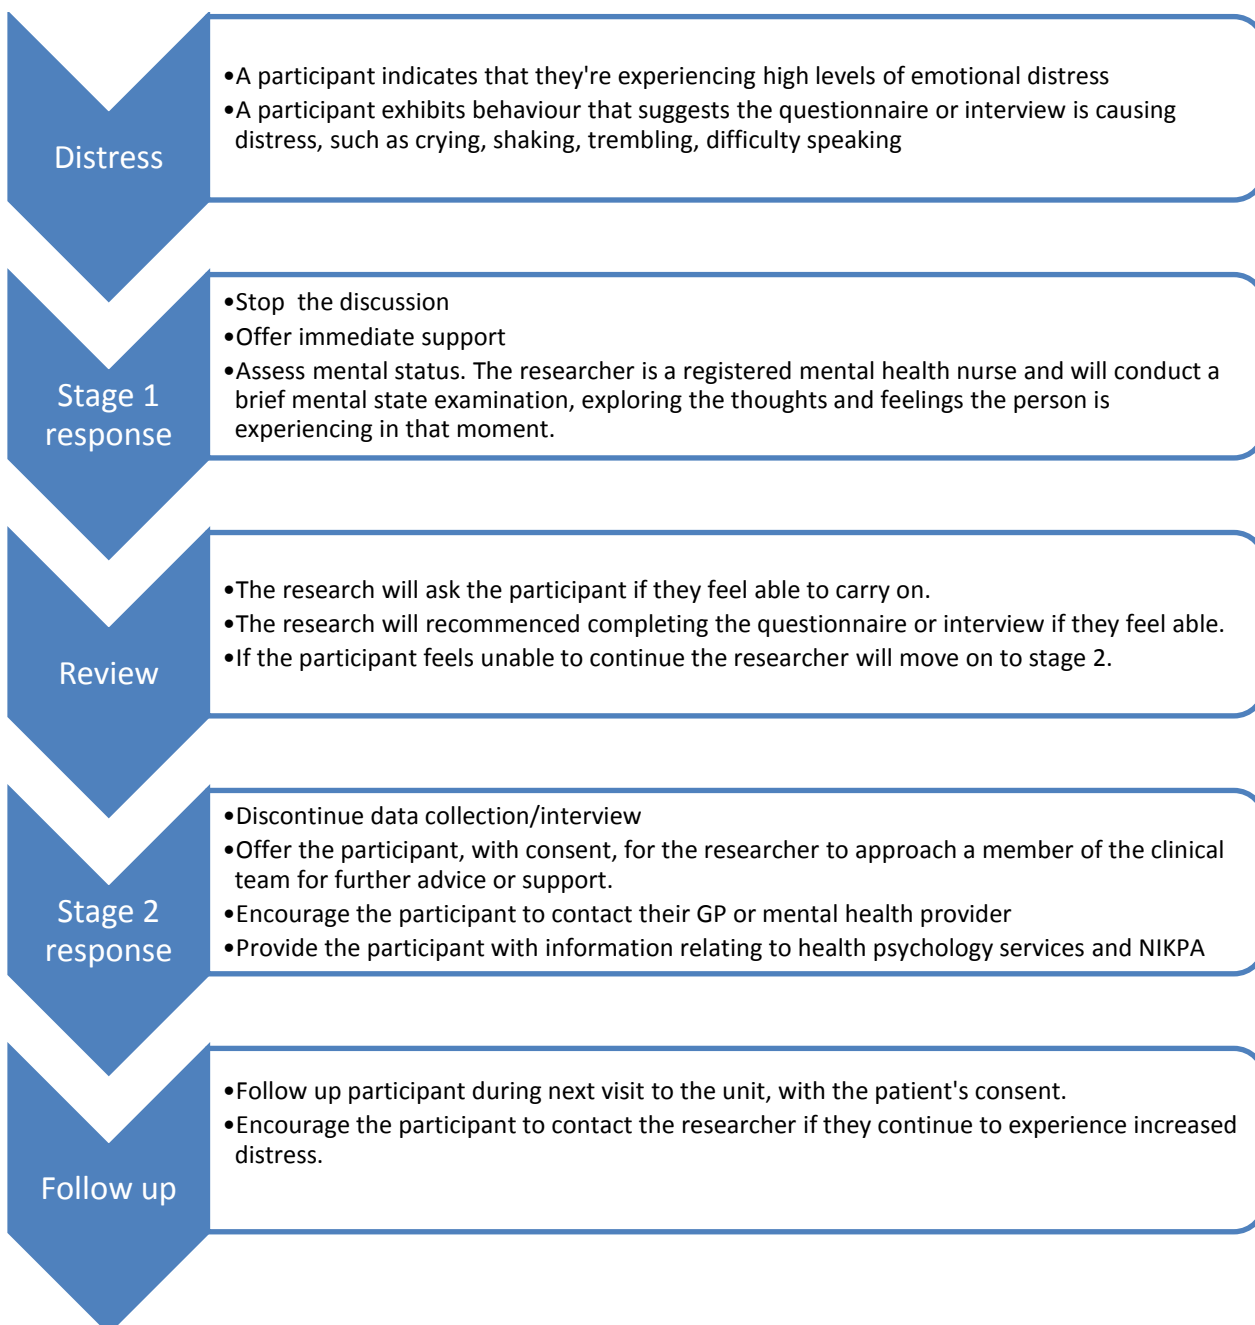 Distress
•A participant indicates that they're experiencing high levels of emotional distress
•A participant exhibits behaviour that suggests the questionnaire or interview is causing
distress, such as crying, shaking, trembling, difficulty speaking
Stage 1
response
•Stop  the discussion
•Offer immediate support
•Assess mental status. The researcher is a registered mental health nurse and will conduct a
brief mental state examination, exploring the thoughts and feelings the person is
experiencing in that moment.
Review
•The research will ask the participant if they feel able to carry on.
•The research will recommenced completing the questionnaire or interview if they feel able.
•If the participant feels unable to continue the researcher will move on to stage 2.
Stage 2
response
•Discontinue data collection/interview
•Offer the participant, with consent, for the researcher to approach a member of the clinical
team for further advice or support.
•Encourage the participant to contact their GP or mental health provider
•Provide the participant with information relating to health psychology services and NIKPA
Follow up
•Follow up participant during next visit to the unit, with the patient's consent.
•Encourage the participant to contact the researcher if they continue to experience increased
distress.